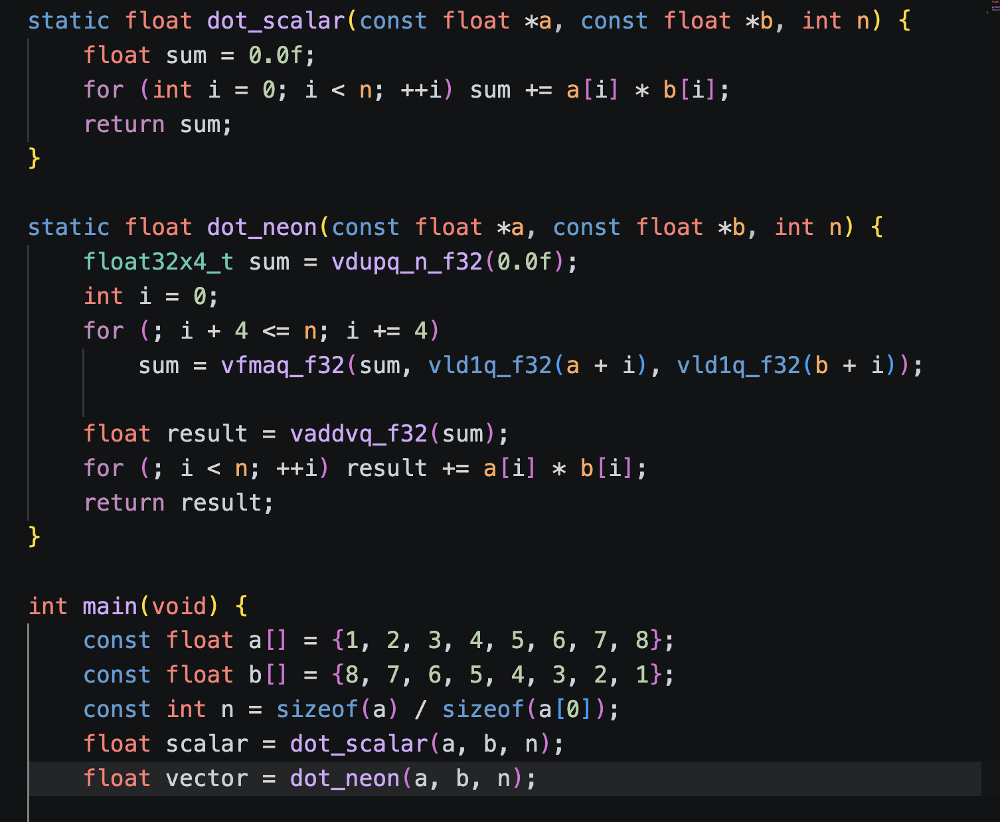 static float dot_scalar(const float *a, const float *b, int n) {
    float sum = 0.0f;
    for (int i = 0; i < n; ++i) sum += a[i] * b[i];
    return sum;
}

static float dot_neon(const float *a, const float *b, int n) {
    float32x4_t sum = vdupq_n_f32(0.0f);
    int i = 0;
    for (; i + 4 <= n; i += 4)
        sum = vfmaq_f32(sum, vld1q_f32(a + i), vld1q_f32(b + i));

    float result = vaddvq_f32(sum);
    for (; i < n; ++i) result += a[i] * b[i];
    return result;
}

int main(void) {
    const float a[] = {1, 2, 3, 4, 5, 6, 7, 8};
    const float b[] = {8, 7, 6, 5, 4, 3, 2, 1};
    const int n = sizeof(a) / sizeof(a[0]);
    float scalar = dot_scalar(a, b, n);
    float vector = dot_neon(a, b, n);